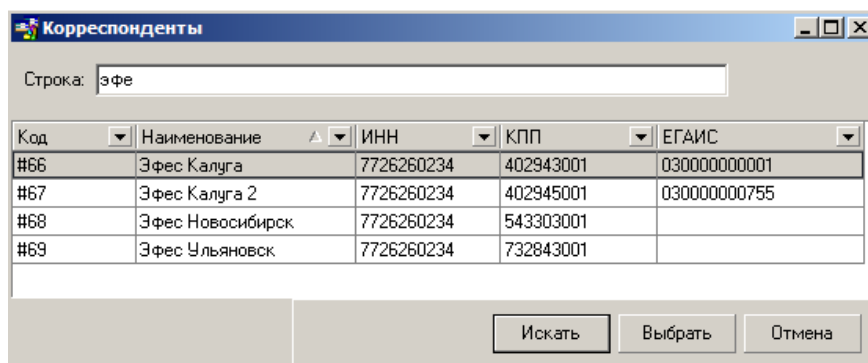 Корреспонденты
Строка: эфе
Код Наименование ИНН КПП ЕГАИС
#66 Эфес Калуга 7726260234 402943001 030000000001
#67 Эфес Калуга 2 7726260234 402945001 030000000755
#68 Эфес Новосибирск 7726260234 543303001
#69 Эфес Ульяновск 7726260234 732843001
Искать Выбрать Отмена